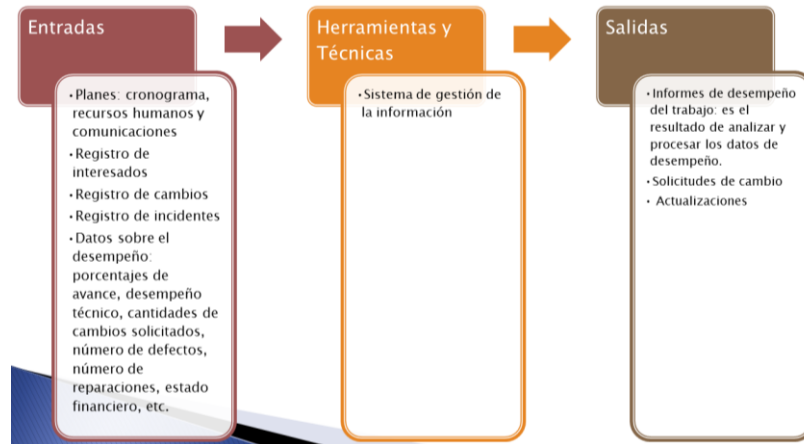 Entradas
• Planes: cronograma,
recursos humanos y
comunicaciones
• Registro de
interesados
• Registro de cambios
• Registro de incidentes
• Datos sobre el
desempeño:
porcentajes de
avance, desempeño
técnico, cantidades de
cambios solicitados,
número de defectos,
número de
reparaciones, estado
financiero, etc.
Herramientas y
Técnicas
• Sistema de gestión de
la información
Salidas
• Informes de desempeño
del trabajo: es el
resultado de analizar y
procesar los datos de
desempeño.
• Solicitudes de cambio
• Actualizaciones